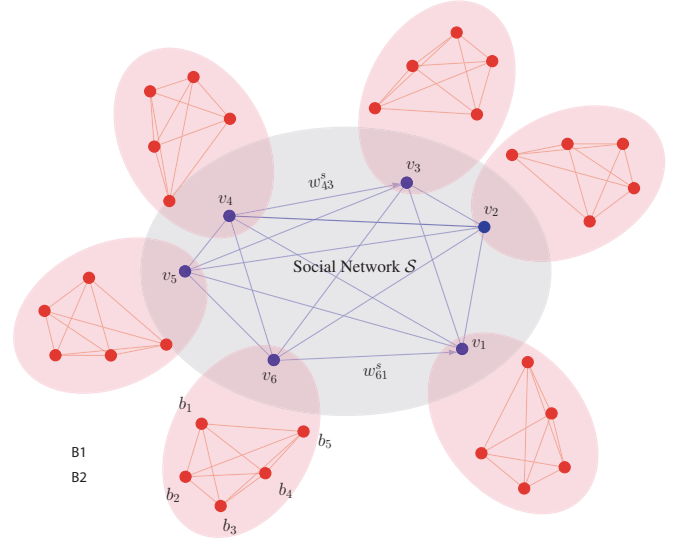 v3
w^s_43
v4
v2
Social Network S
v5
v1
w^s_61
v6
b1
b5
B1
B2
b4
b2
b3